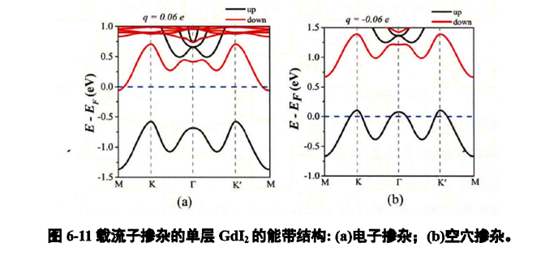 q = 0.06 e
up
down
E - E_F (eV)
1.0
0.5
0.0
-0.5
-1.0
-1.5
M K Γ K' M
(a)
q = -0.06 e
up
down
E - E_F (eV)
1.5
1.0
0.5
0.0
-0.5
-1.0
M K Γ K' M
(b)
图 6-11 载流子掺杂的单层 GdI₂ 的能带结构: (a)电子掺杂; (b)空穴掺杂。